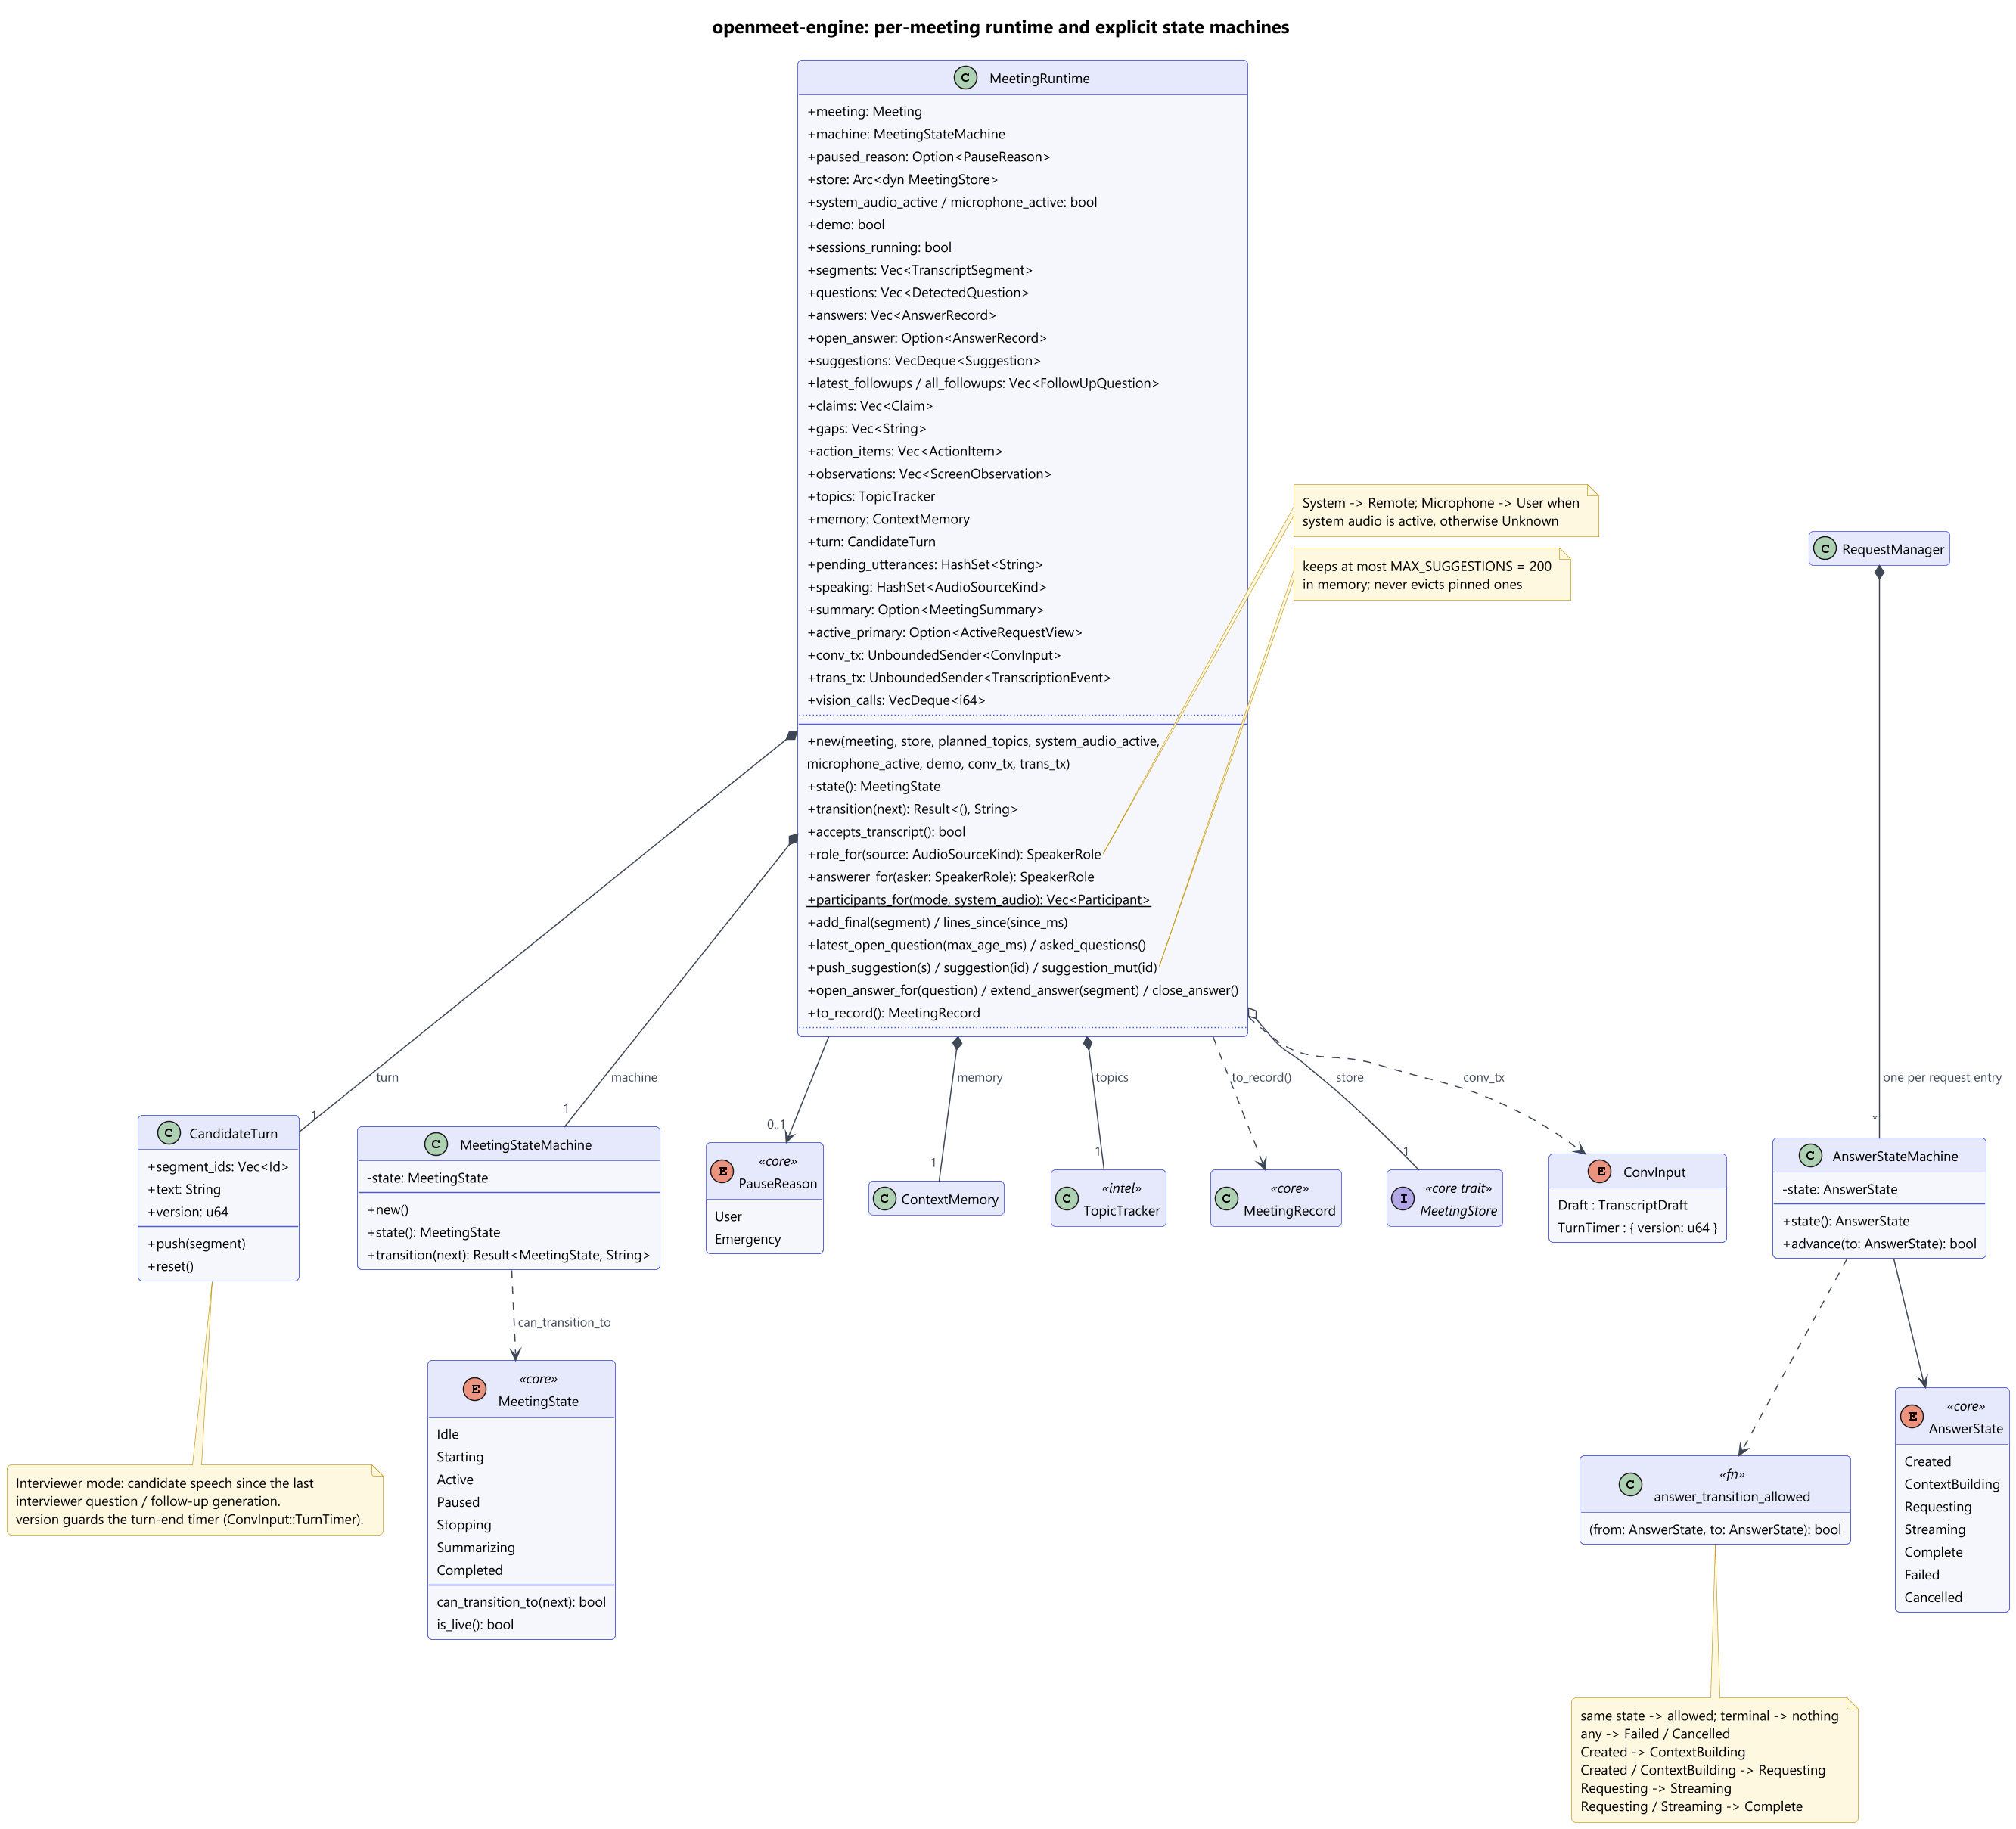 openmeet-engine: per-meeting runtime and explicit state machines
C MeetingRuntime
+meeting: Meeting
+machine: MeetingStateMachine
+paused_reason: Option<PauseReason>
+store: Arc<dyn MeetingStore>
+system_audio_active / microphone_active: bool
+demo: bool
+sessions_running: bool
+segments: Vec<TranscriptSegment>
+questions: Vec<DetectedQuestion>
+answers: Vec<AnswerRecord>
+open_answer: Option<AnswerRecord>
+suggestions: VecDeque<Suggestion>
+latest_followups / all_followups: Vec<FollowUpQuestion>
+claims: Vec<Claim>
+gaps: Vec<String>
+action_items: Vec<ActionItem>
+observations: Vec<ScreenObservation>
+topics: TopicTracker
+memory: ContextMemory
+turn: CandidateTurn
+pending_utterances: HashSet<String>
+speaking: HashSet<AudioSourceKind>
+summary: Option<MeetingSummary>
+active_primary: Option<ActiveRequestView>
+conv_tx: UnboundedSender<ConvInput>
+trans_tx: UnboundedSender<TranscriptionEvent>
+vision_calls: VecDeque<i64>
+new(meeting, store, planned_topics, system_audio_active,
microphone_active, demo, conv_tx, trans_tx)
+state(): MeetingState
+transition(next): Result<(), String>
+accepts_transcript(): bool
+role_for(source: AudioSourceKind): SpeakerRole
+answerer_for(asker: SpeakerRole): SpeakerRole
+participants_for(mode, system_audio): Vec<Participant>
+add_final(segment) / lines_since(since_ms)
+latest_open_question(max_age_ms) / asked_questions()
+push_suggestion(s) / suggestion(id) / suggestion_mut(id)
+open_answer_for(question) / extend_answer(segment) / close_answer()
+to_record(): MeetingRecord
System -> Remote; Microphone -> User when
system audio is active, otherwise Unknown
keeps at most MAX_SUGGESTIONS = 200
in memory; never evicts pinned ones
C RequestManager
turn
1
machine
1
0..1
memory
1
topics
1
to_record()
store
1
conv_tx
one per request entry
*
C CandidateTurn
+segment_ids: Vec<Id>
+text: String
+version: u64
+push(segment)
+reset()
C MeetingStateMachine
-state: MeetingState
+new()
+state(): MeetingState
+transition(next): Result<MeetingState, String>
E «core»
PauseReason
User
Emergency
C ContextMemory
C «intel»
TopicTracker
C «core»
MeetingRecord
I «core trait»
MeetingStore
E ConvInput
Draft : TranscriptDraft
TurnTimer : { version: u64 }
C AnswerStateMachine
-state: AnswerState
+state(): AnswerState
+advance(to: AnswerState): bool
can_transition_to
E «core»
MeetingState
Idle
Starting
Active
Paused
Stopping
Summarizing
Completed
can_transition_to(next): bool
is_live(): bool
Interviewer mode: candidate speech since the last
interviewer question / follow-up generation.
version guards the turn-end timer (ConvInput::TurnTimer).
C «fn»
answer_transition_allowed
(from: AnswerState, to: AnswerState): bool
E «core»
AnswerState
Created
ContextBuilding
Requesting
Streaming
Complete
Failed
Cancelled
same state -> allowed; terminal -> nothing
any -> Failed / Cancelled
Created -> ContextBuilding
Created / ContextBuilding -> Requesting
Requesting -> Streaming
Requesting / Streaming -> Complete